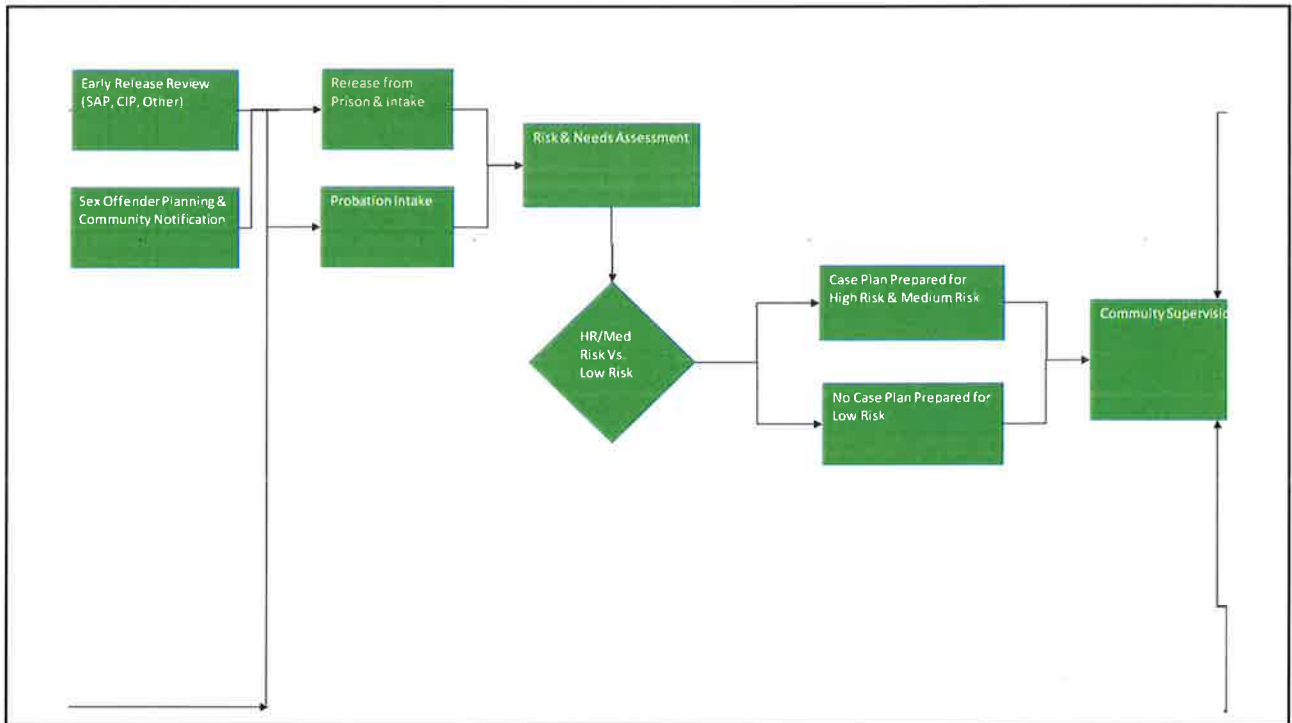 Early Release Review
(SAP, CIP, Other)
Release from
Prison & Intake
Risk & Needs Assessment
Sex Offender Planning &
Community Notification
Probation Intake
HR/Med
Risk Vs.
Low Risk
Case Plan Prepared for
High Risk & Medium Risk
No Case Plan Prepared for
Low Risk
Commuity Supervisio